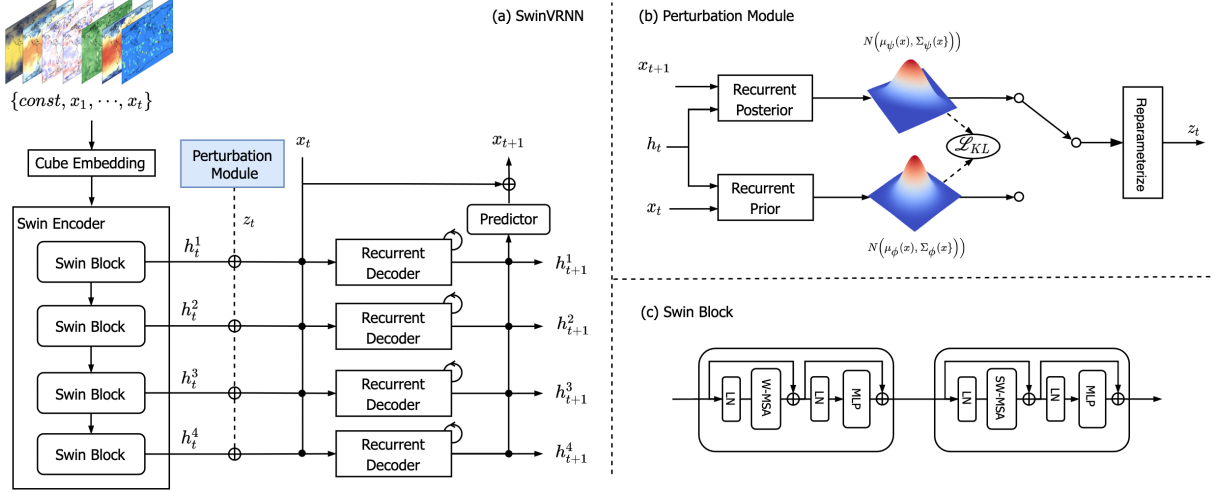 (a) SwinVRNN
{const, x_1, ⋯, x_t}
Cube Embedding
Perturbation
Module
x_t
x_{t+1}
z_t
Predictor
Swin Encoder
Swin Block
h_t^1
Recurrent
Decoder
h_{t+1}^1
Swin Block
h_t^2
Recurrent
Decoder
h_{t+1}^2
Swin Block
h_t^3
Recurrent
Decoder
h_{t+1}^3
Swin Block
h_t^4
Recurrent
Decoder
h_{t+1}^4
(b) Perturbation Module
N(μ_ψ(x), Σ_ψ(x}))
x_{t+1}
Recurrent
Posterior
h_t
ℒ_{KL}
Reparameterize
z_t
x_t
Recurrent
Prior
N(μ_ϕ(x), Σ_ϕ(x}))
(c) Swin Block
LN
W-MSA
LN
MLP
LN
SW-MSA
LN
MLP